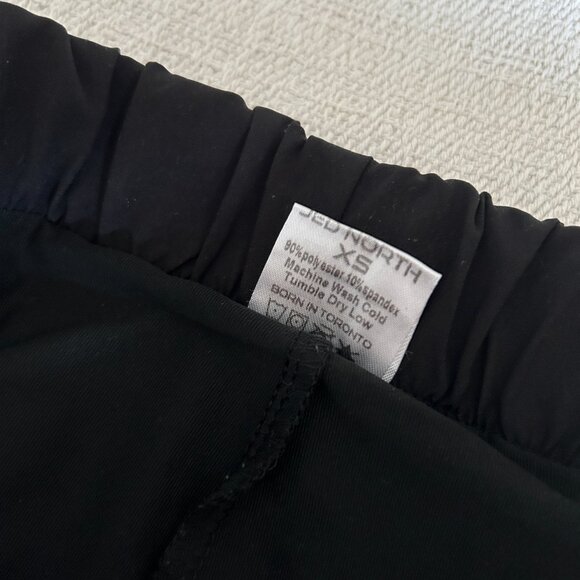 JED NORTH
XS
90%polyester 10%spandex
Machine Wash Cold
Tumble Dry Low
BORN IN TORONTO